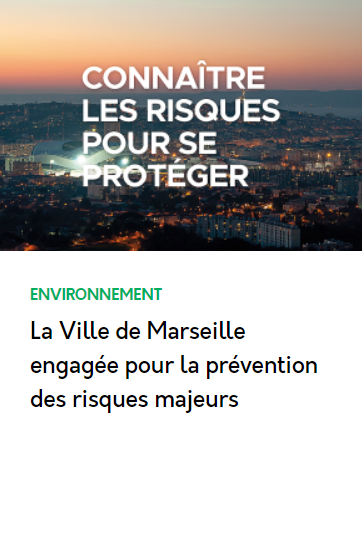 CONNAÎTRE
LES RISQUES
POUR SE
PROTÉGER
ENVIRONNEMENT
La Ville de Marseille
engagée pour la prévention
des risques majeurs